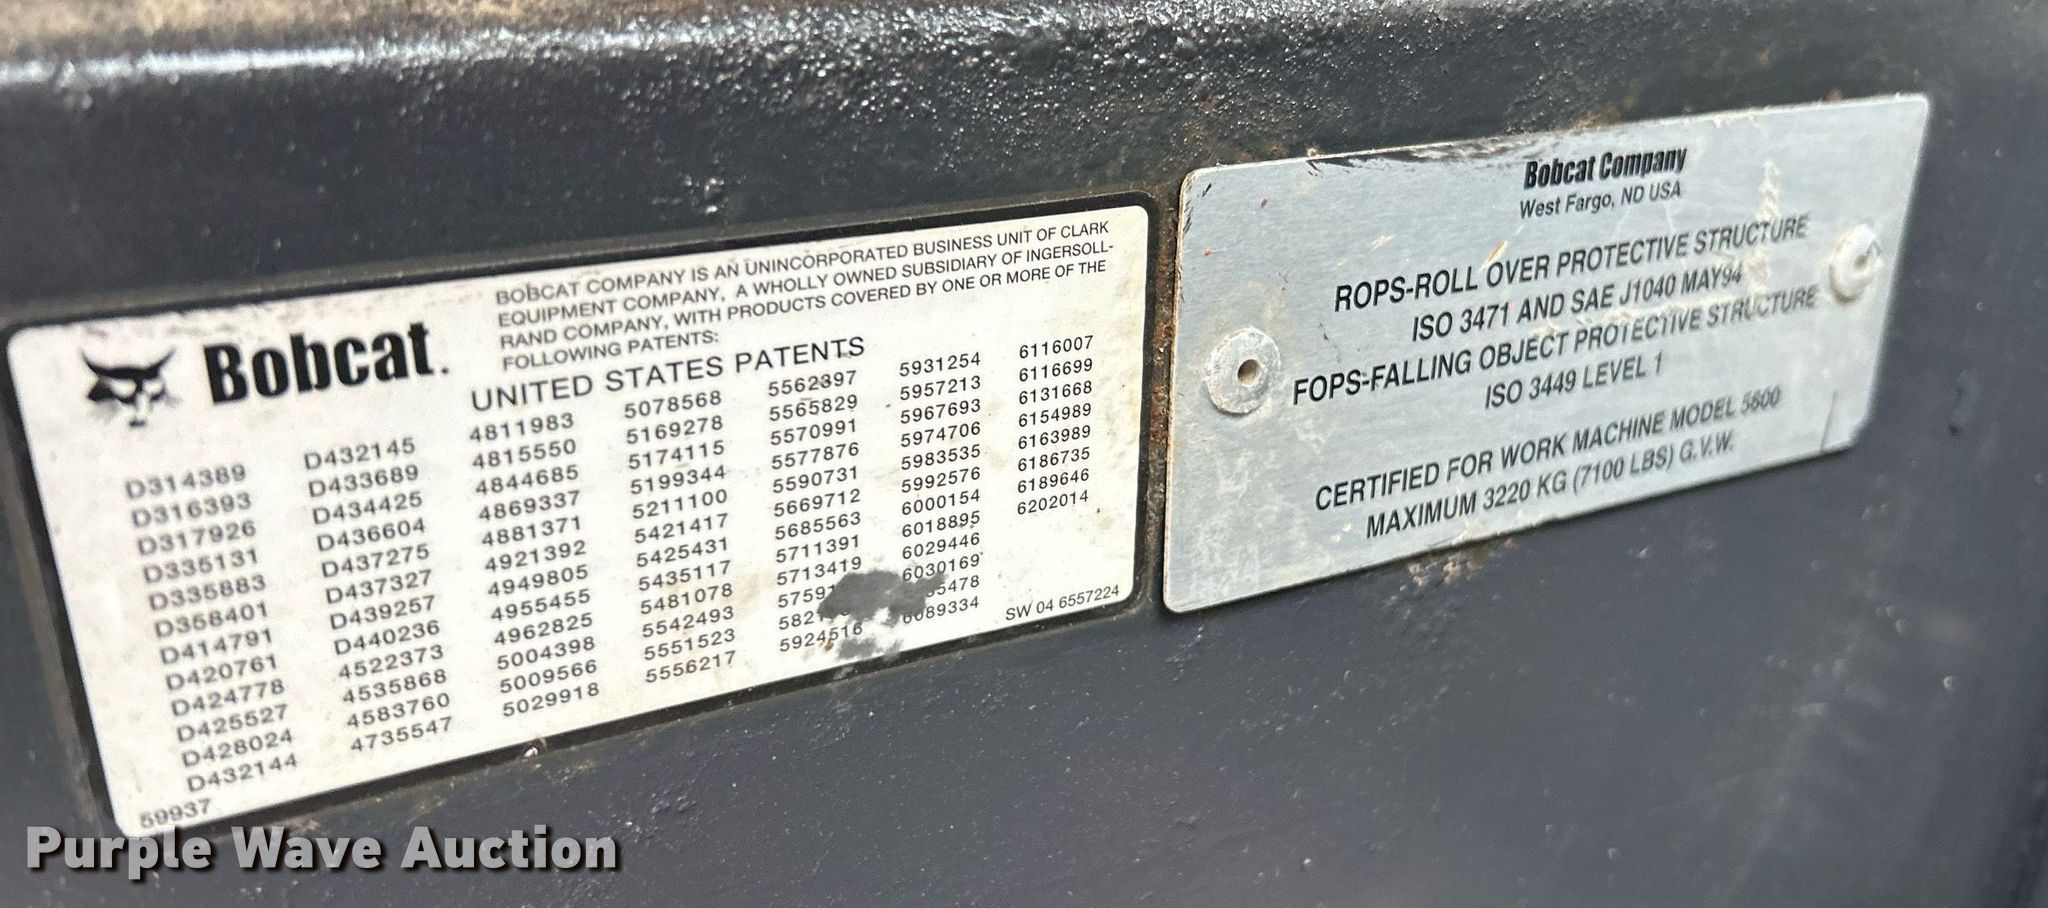 Bobcat.
BOBCAT COMPANY IS AN UNINCORPORATED BUSINESS UNIT OF CLARK
EQUIPMENT COMPANY, A WHOLLY OWNED SUBSIDIARY OF INGERSOLL-
RAND COMPANY, WITH PRODUCTS COVERED BY ONE OR MORE OF THE
FOLLOWING PATENTS:
UNITED STATES PATENTS
D314389
D316393
D317926
D335131
D335883
D358401
D414791
D420761
D424778
D425527
D428024
D432144
D432145
D433689
D434425
D436604
D437275
D437327
D439257
D440236
4522373
4535868
4583760
4735547
4811983
4815550
4844685
4869337
4881371
4921392
4949805
4955455
4962825
5004398
5009566
5029918
5078568
5169278
5174115
5199344
5211100
5421417
5425431
5435117
5481078
5542493
5551523
5556217
5562397
5565829
5570991
5577876
5590731
5669712
5685563
5711391
5713419
5924516
5931254
5957213
5967693
5974706
5983535
5992576
6000154
6018895
6029446
6030169
6089334
6116007
6116699
6131668
6154989
6163989
6186735
6189646
6202014
59937
SW 04 6557224
Bobcat Company
West Fargo, ND USA
ROPS-ROLL OVER PROTECTIVE STRUCTURE
ISO 3471 AND SAE J1040 MAY94
FOPS-FALLING OBJECT PROTECTIVE STRUCTURE
ISO 3449 LEVEL 1
CERTIFIED FOR WORK MACHINE MODEL 5600
MAXIMUM 3220 KG (7100 LBS) G.V.W.
Purple Wave Auction